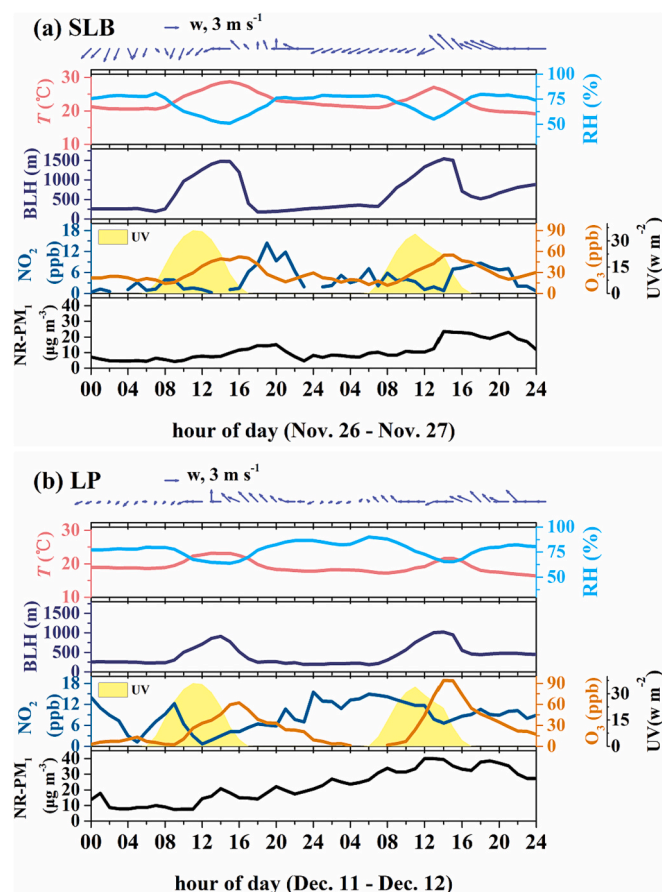 (a) SLB
w, 3 m s⁻¹
T (℃)
30
20
10
RH (%)
100
75
50
BLH (m)
1500
1000
500
0
NO₂ (ppb)
18
12
6
0
UV
O₃ (ppb)
90
60
30
0
UV(w m⁻²)
30
15
0
NR-PM₁ (μg m⁻³)
40
30
20
10
0
00 04 08 12 16 20 24 04 08 12 16 20 24
hour of day (Nov. 26 - Nov. 27)
(b) LP
w, 3 m s⁻¹
T (℃)
30
20
10
RH (%)
100
75
50
BLH (m)
1500
1000
500
0
NO₂ (ppb)
18
12
6
0
UV
O₃ (ppb)
90
60
30
0
UV(w m⁻²)
30
15
0
NR-PM₁ (μg m⁻³)
40
30
20
10
0
00 04 08 12 16 20 24 04 08 12 16 20 24
hour of day (Dec. 11 - Dec. 12)